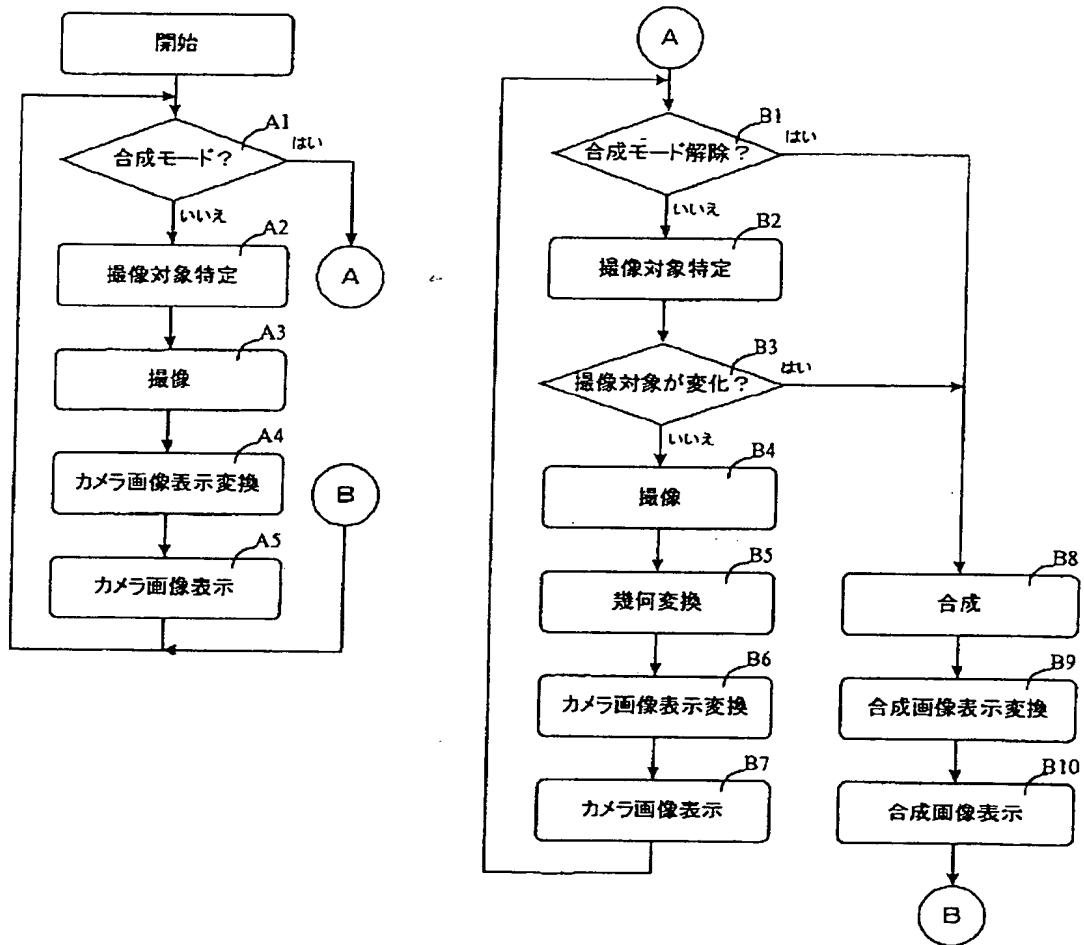 開始
A1
合成モード？
はい
いいえ
A2
撮像対象特定
A
A3
撮像
A4
カメラ画像表示変換
B
A5
カメラ画像表示
A
B1
合成モード解除？
はい
いいえ
B2
撮像対象特定
B3
撮像対象が変化？
はい
いいえ
B4
撮像
B5
幾何変換
B6
カメラ画像表示変換
B7
カメラ画像表示
B8
合成
B9
合成画像表示変換
B10
合成画像表示
B